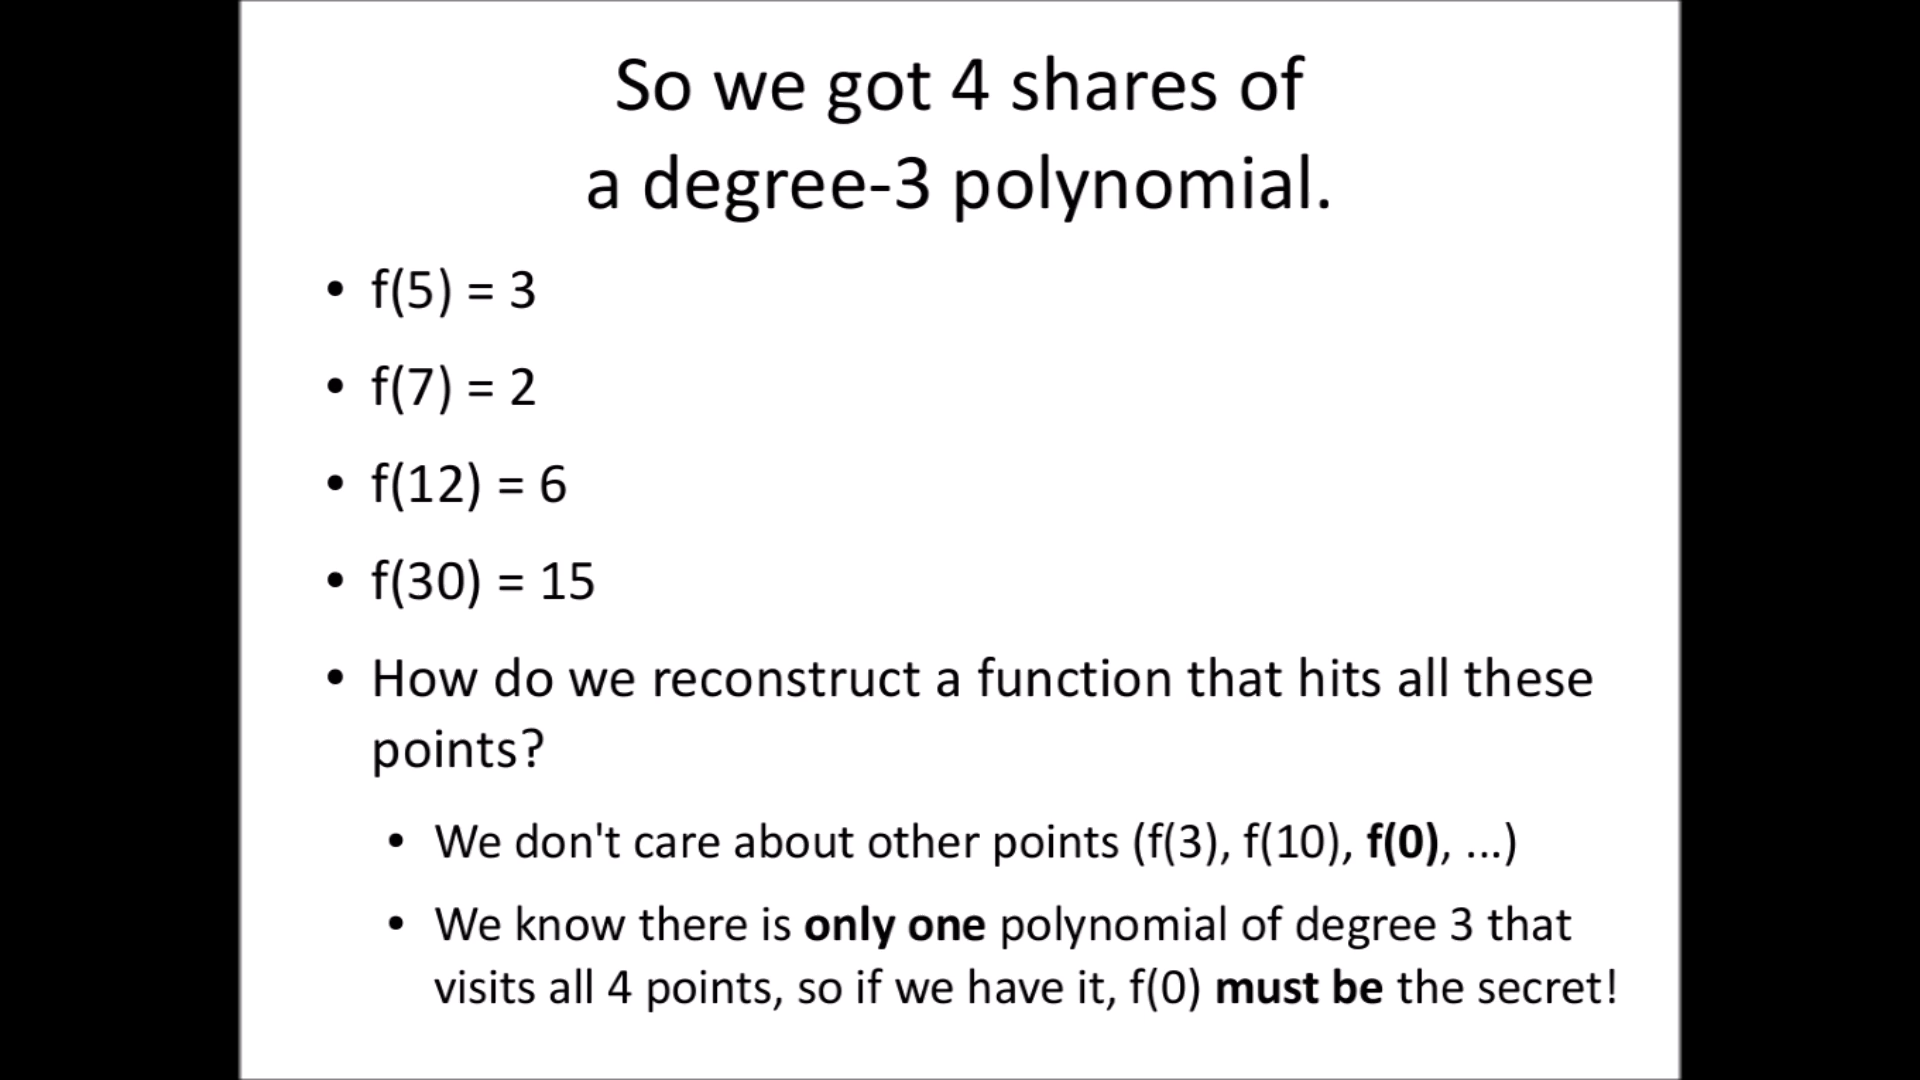 So we got 4 shares of
a degree-3 polynomial.
• f(5) = 3
• f(7) = 2
• f(12) = 6
• f(30) = 15
• How do we reconstruct a function that hits all these
points?
• We don't care about other points (f(3), f(10), f(0), ...)
• We know there is only one polynomial of degree 3 that
visits all 4 points, so if we have it, f(0) must be the secret!